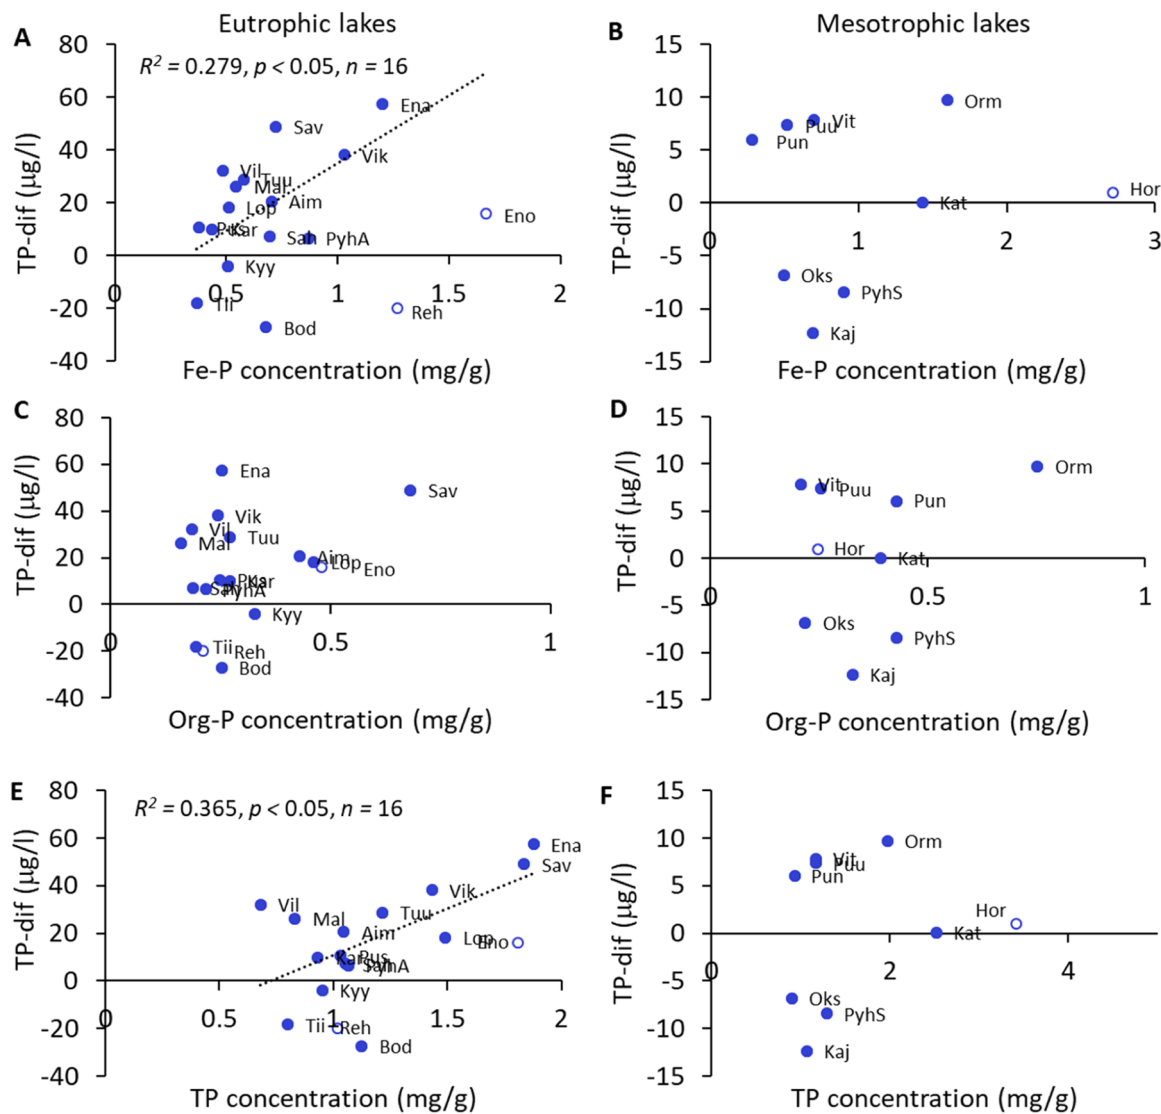 Eutrophic lakes
Mesotrophic lakes
A
R² = 0.279, p < 0.05, n = 16
80
60
40
20
0
-20
-40
TP-dif (µg/l)
0
0.5
1
1.5
2
Ena
Sav
Vik
Vil
Tuu
Mal
Aim
Lop
Eno
Pus
Kar
Sah
PyhA
Kyy
Tii
Reh
Bod
Fe-P concentration (mg/g)
B
15
10
5
0
-5
-10
-15
TP-dif (µg/l)
0
1
2
3
Orm
Vit
Puu
Pun
Hor
Kat
Oks
PyhS
Kaj
Fe-P concentration (mg/g)
C
80
60
40
20
0
-20
-40
TP-dif (µg/l)
0
0.5
1
Ena
Sav
Vik
Vil
Tuu
Mal
Aim
Lop
Eno
Pus
Kar
Sah
PyhA
Kyy
Tii
Reh
Bod
Org-P concentration (mg/g)
D
15
10
5
0
-5
-10
-15
TP-dif (µg/l)
0
0.5
1
Orm
Vit
Puu
Pun
Hor
Kat
Oks
PyhS
Kaj
Org-P concentration (mg/g)
E
R² = 0.365, p < 0.05, n = 16
80
60
40
20
0
-20
-40
TP-dif (µg/l)
0
0.5
1
1.5
2
Ena
Sav
Vik
Vil
Mal
Tuu
Aim
Lop
Eno
Kar
Pus
Sah
PyhA
Kyy
Tii
Reh
Bod
TP concentration (mg/g)
F
15
10
5
0
-5
-10
-15
TP-dif (µg/l)
0
2
4
Orm
Vit
Puu
Pun
Hor
Kat
Oks
PyhS
Kaj
TP concentration (mg/g)